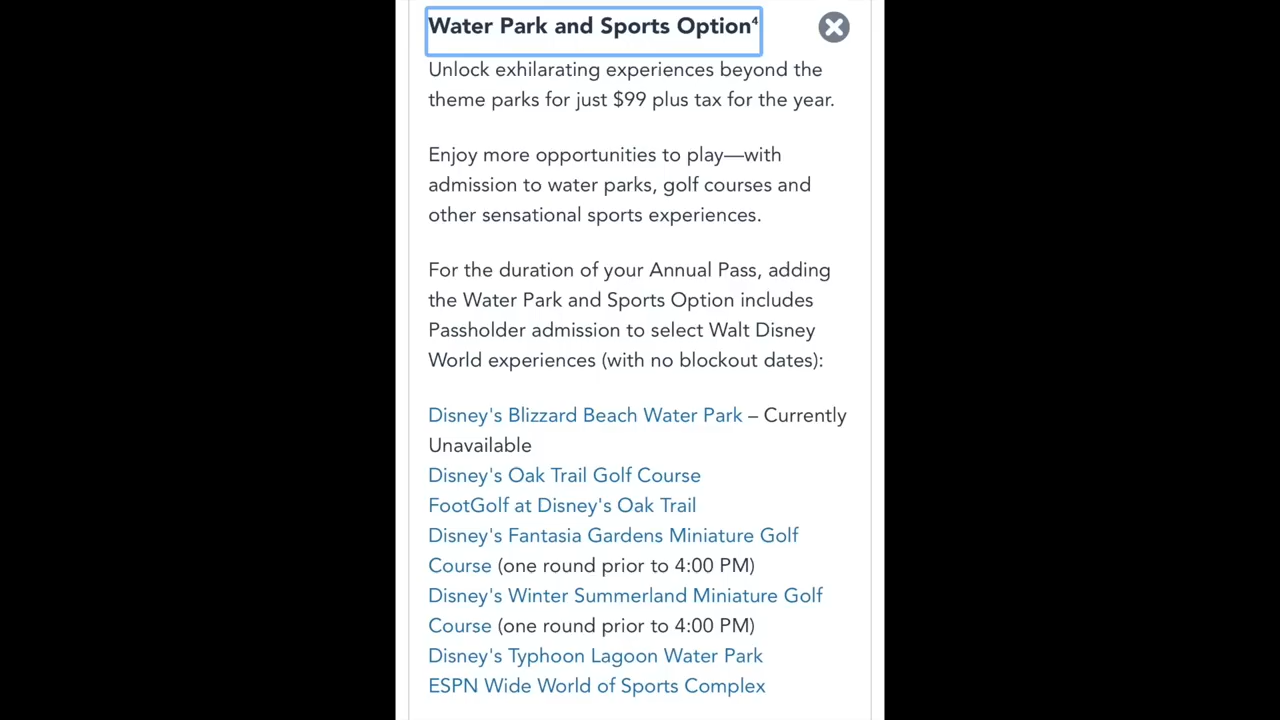 Water Park and Sports Option⁴
Unlock exhilarating experiences beyond the
theme parks for just $99 plus tax for the year.
Enjoy more opportunities to play—with
admission to water parks, golf courses and
other sensational sports experiences.
For the duration of your Annual Pass, adding
the Water Park and Sports Option includes
Passholder admission to select Walt Disney
World experiences (with no blockout dates):
Disney's Blizzard Beach Water Park – Currently
Unavailable
Disney's Oak Trail Golf Course
FootGolf at Disney's Oak Trail
Disney's Fantasia Gardens Miniature Golf
Course (one round prior to 4:00 PM)
Disney's Winter Summerland Miniature Golf
Course (one round prior to 4:00 PM)
Disney's Typhoon Lagoon Water Park
ESPN Wide World of Sports Complex